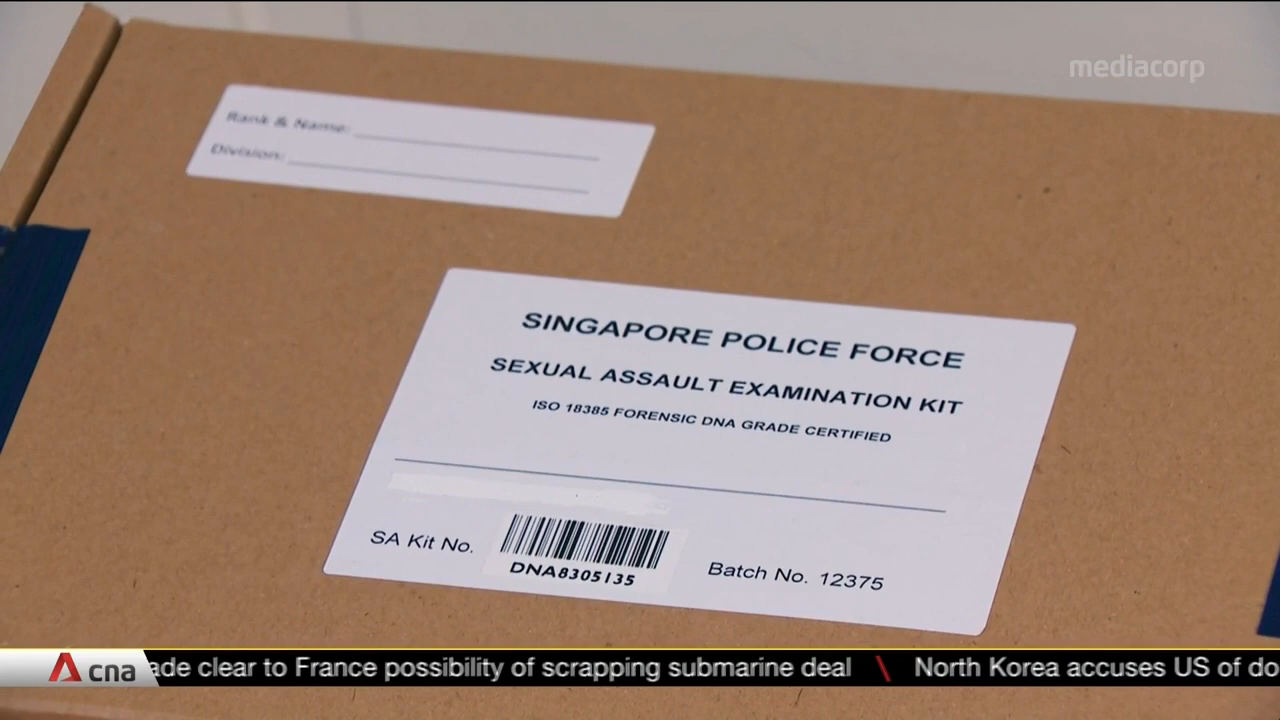 mediacorp
Rank & Name:
Division:
SINGAPORE POLICE FORCE
SEXUAL ASSAULT EXAMINATION KIT
ISO 18385 FORENSIC DNA GRADE CERTIFIED
SA Kit No.
DNA8305135
Batch No. 12375
cna
ade clear to France possibility of scrapping submarine deal \ North Korea accuses US of do